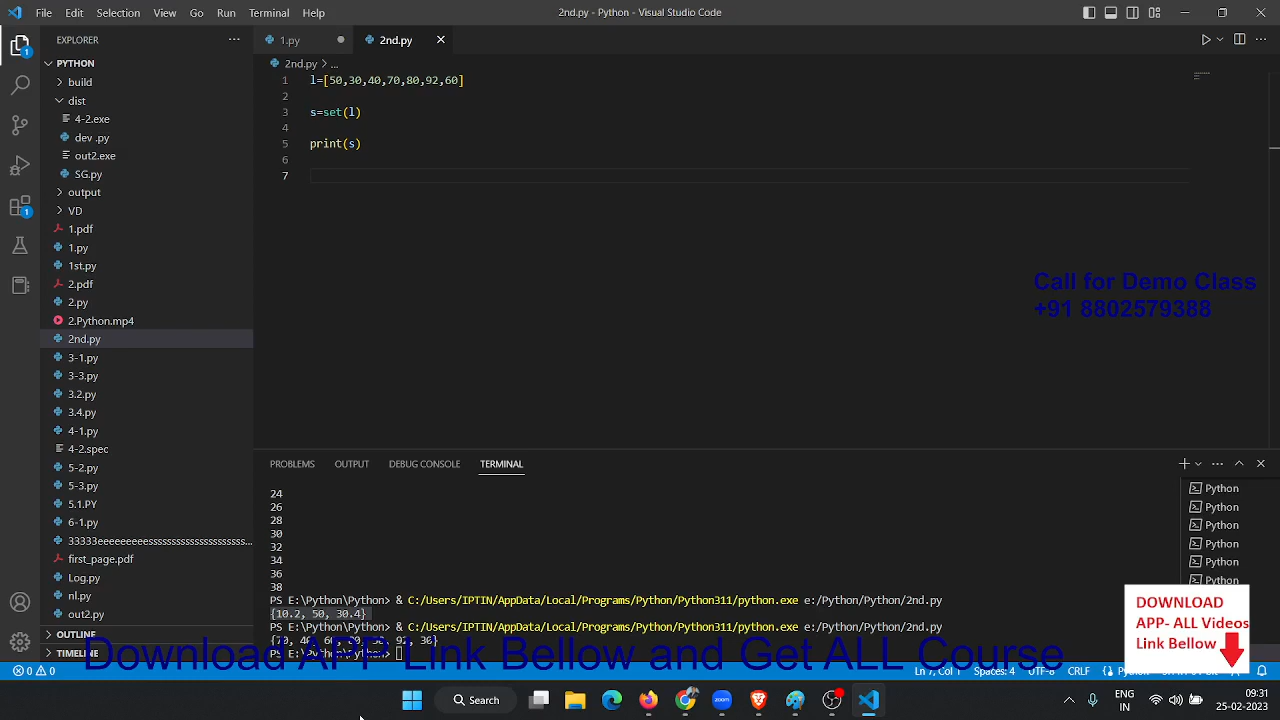 File Edit Selection View Go Run Terminal Help
2nd.py - Python - Visual Studio Code
EXPLORER
1.py
2nd.py
PYTHON
2nd.py > ...
build
dist
4-2.exe
dev .py
out2.exe
SG.py
output
VD
1.pdf
1.py
1st.py
2.pdf
2.py
2.Python.mp4
2nd.py
3-1.py
3-3.py
3.2.py
3.4.py
4-1.py
4-2.spec
5-2.py
5-3.py
5.1.PY
6-1.py
first_page.pdf
Log.py
nl.py
out2.py
OUTLINE
TIMELINE
1 l=[50,30,40,70,80,92,60]
2
3 s=set(l)
4
5 print(s)
6
7
Call for Demo Class
+91 8802579388
PROBLEMS OUTPUT DEBUG CONSOLE TERMINAL
24
26
28
30
32
34
36
38
PS E:\Python\Python> & C:/Users/IPTIN/AppData/Local/Programs/Python/Python311/python.exe e:/Python/Python/2nd.py
{10.2, 50, 30.4}
PS E:\Python\Python> & C:/Users/IPTIN/AppData/Local/Programs/Python/Python311/python.exe e:/Python/Python/2nd.py
PS E:\Python\Python>
Python
Python
Python
Python
Python
Python
DOWNLOAD
APP- ALL Videos
Link Bellow
Download APP Link Bellow and Get ALL Course
0 0
Ln 7, Col 1 Spaces: 4 CRLF
Search
ENG
IN
09:31
25-02-2023